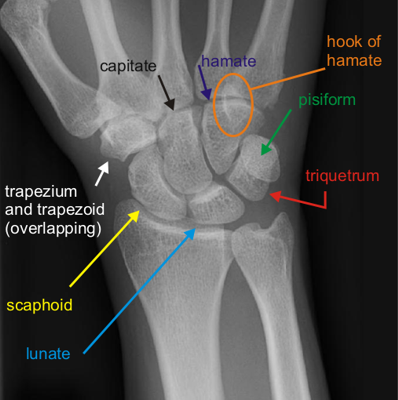 hook of
hamate
hamate
capitate
pisiform
triquetrum
trapezium
and trapezoid
(overlapping)
scaphoid
lunate